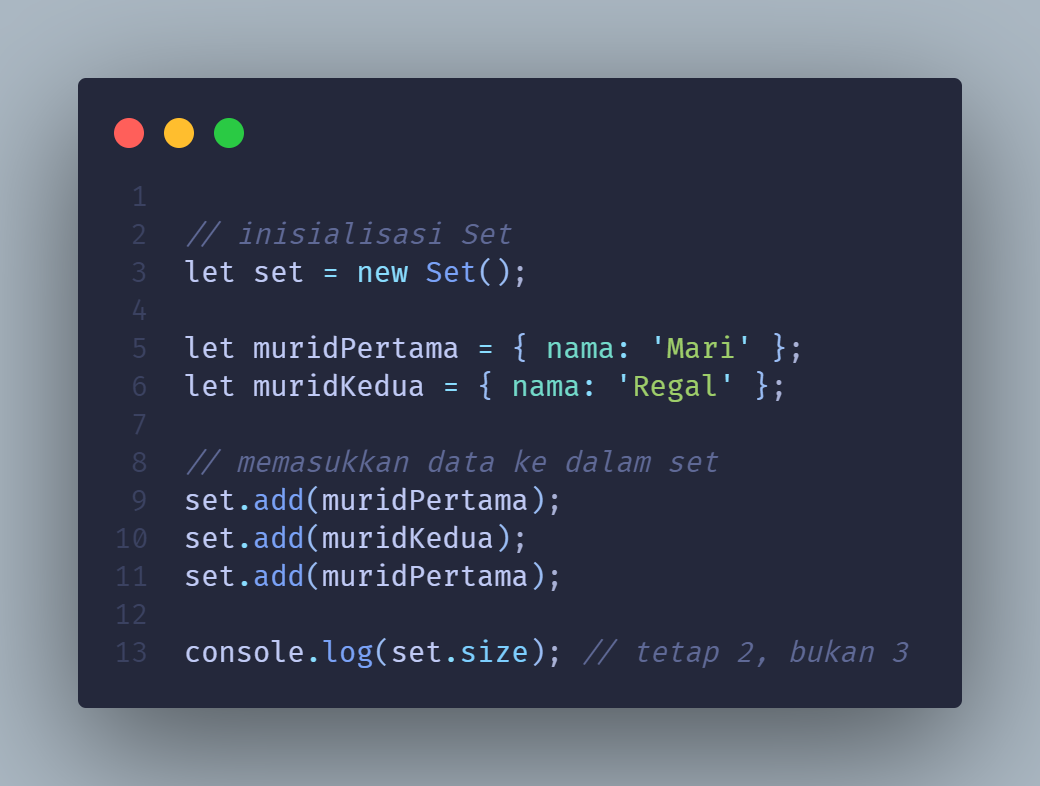 1
2 // inisialisasi Set
3 let set = new Set();
4
5 let muridPertama = { nama: 'Mari' };
6 let muridKedua = { nama: 'Regal' };
7
8 // memasukkan data ke dalam set
9 set.add(muridPertama);
10 set.add(muridKedua);
11 set.add(muridPertama);
12
13 console.log(set.size); // tetap 2, bukan 3